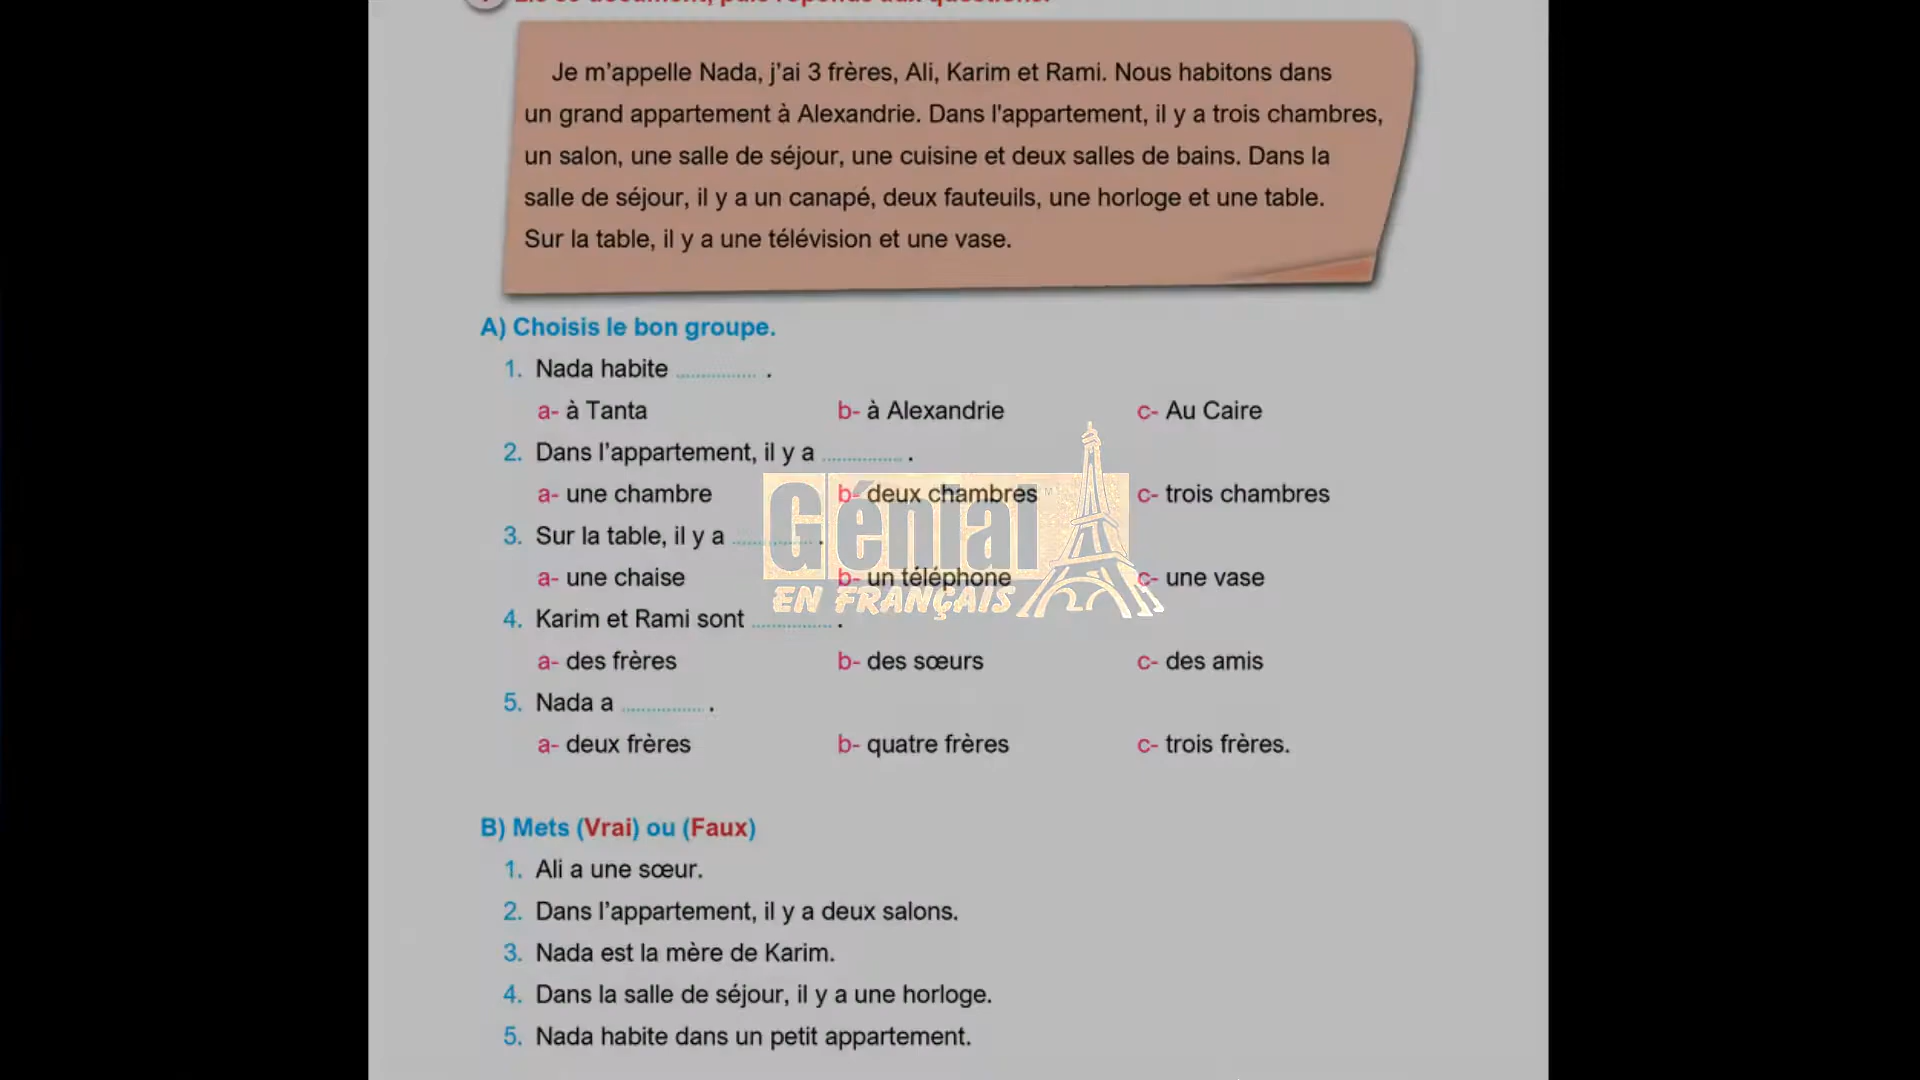 Lis ce document, puis réponds aux questions.
Je m'appelle Nada, j'ai 3 frères, Ali, Karim et Rami. Nous habitons dans
un grand appartement à Alexandrie. Dans l'appartement, il y a trois chambres,
un salon, une salle de séjour, une cuisine et deux salles de bains. Dans la
salle de séjour, il y a un canapé, deux fauteuils, une horloge et une table.
Sur la table, il y a une télévision et une vase.
A) Choisis le bon groupe.
1. Nada habite ............... .
a- à Tanta b- à Alexandrie c- Au Caire
2. Dans l'appartement, il y a ............... .
a- une chambre b- deux chambres c- trois chambres
3. Sur la table, il y a ............... .
a- une chaise b- un téléphone c- une vase
4. Karim et Rami sont ............... .
a- des frères b- des sœurs c- des amis
5. Nada a ............... .
a- deux frères b- quatre frères c- trois frères.
Génial
EN FRANÇAIS
B) Mets (Vrai) ou (Faux)
1. Ali a une sœur.
2. Dans l'appartement, il y a deux salons.
3. Nada est la mère de Karim.
4. Dans la salle de séjour, il y a une horloge.
5. Nada habite dans un petit appartement.